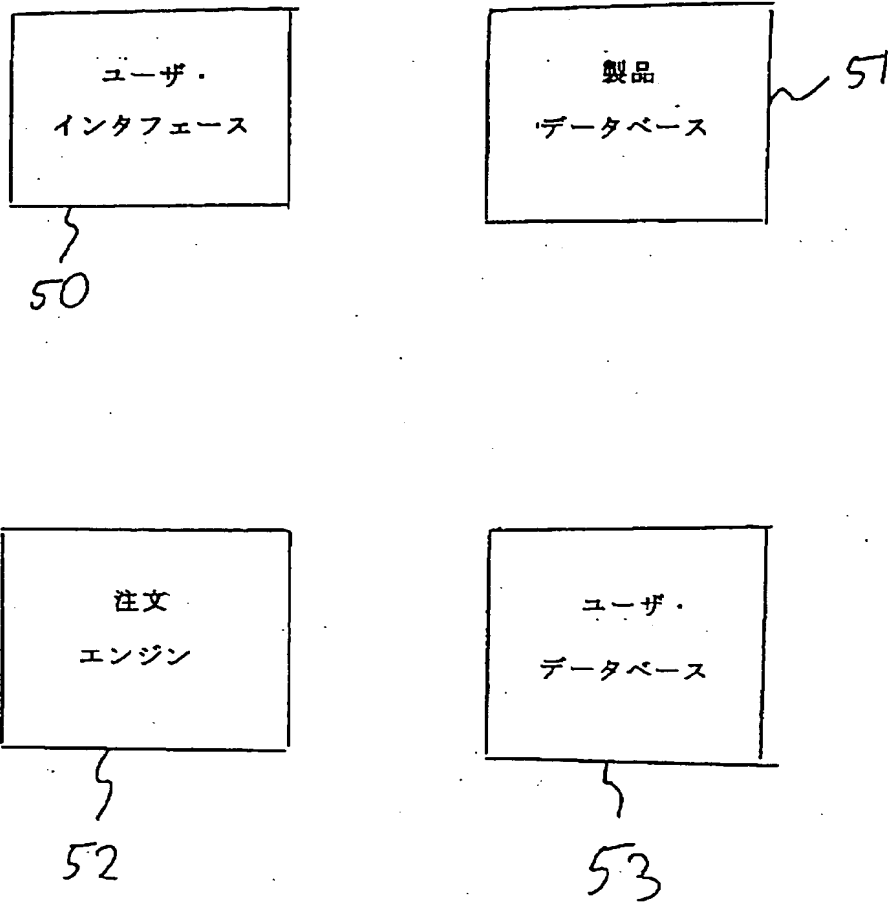 ユーザ・
インタフェース
50
製品
データベース
51
注文
エンジン
52
ユーザ・
データベース
53